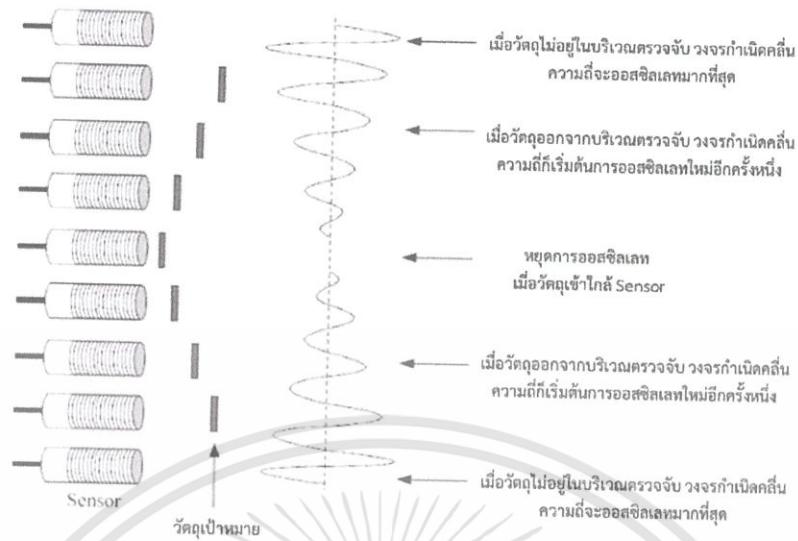 เมื่อวัตถุไม่อยู่ในบริเวณตรวจจับ วงจรกำเนิดคลื่น
ความถี่จะออสซิลเลทมากที่สุด
เมื่อวัตถุออกจากบริเวณตรวจจับ วงจรกำเนิดคลื่น
ความถี่ก็เริ่มต้นการออสซิลเลทใหม่อีกครั้งหนึ่ง
หยุดการออสซิลเลท
เมื่อวัตถุเข้าใกล้ Sensor
เมื่อวัตถุออกจากบริเวณตรวจจับ วงจรกำเนิดคลื่น
ความถี่ก็เริ่มต้นการออสซิลเลทใหม่อีกครั้งหนึ่ง
เมื่อวัตถุไม่อยู่ในบริเวณตรวจจับ วงจรกำเนิดคลื่น
ความถี่จะออสซิลเลทมากที่สุด
Sensor
วัตถุเป้าหมาย